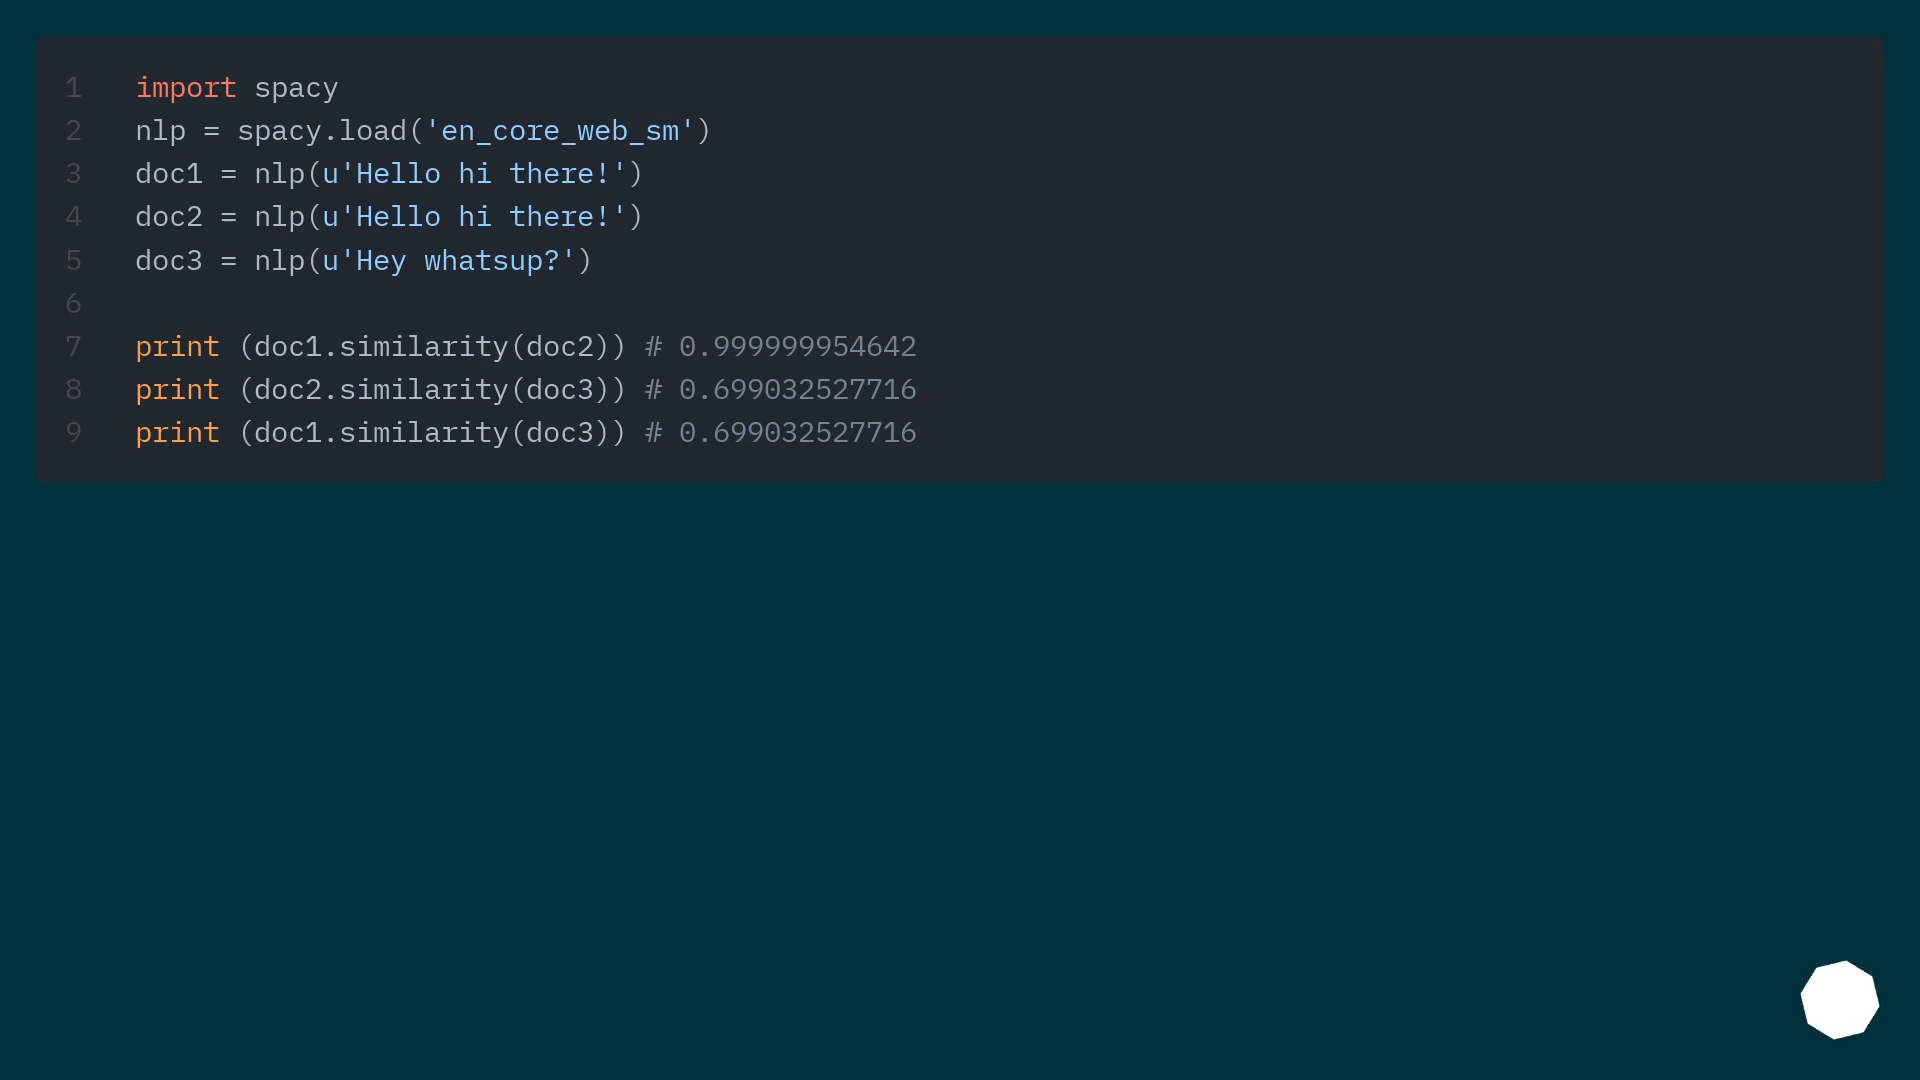 1 import spacy
2 nlp = spacy.load('en_core_web_sm')
3 doc1 = nlp(u'Hello hi there!')
4 doc2 = nlp(u'Hello hi there!')
5 doc3 = nlp(u'Hey whatsup?')
6
7 print (doc1.similarity(doc2)) # 0.999999954642
8 print (doc2.similarity(doc3)) # 0.699032527716
9 print (doc1.similarity(doc3)) # 0.699032527716